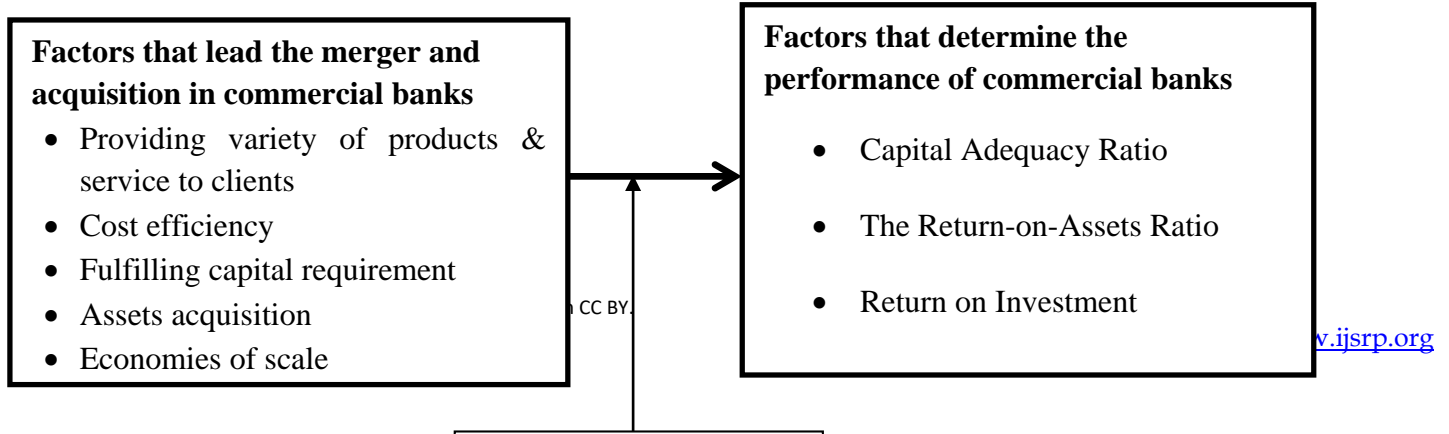 Factors that lead the merger and
acquisition in commercial banks
• Providing variety of products &
service to clients
• Cost efficiency
• Fulfilling capital requirement
• Assets acquisition
• Economies of scale
Factors that determine the
performance of commercial banks
• Capital Adequacy Ratio
• The Return-on-Assets Ratio
• Return on Investment
CC BY.
.ijsrp.org